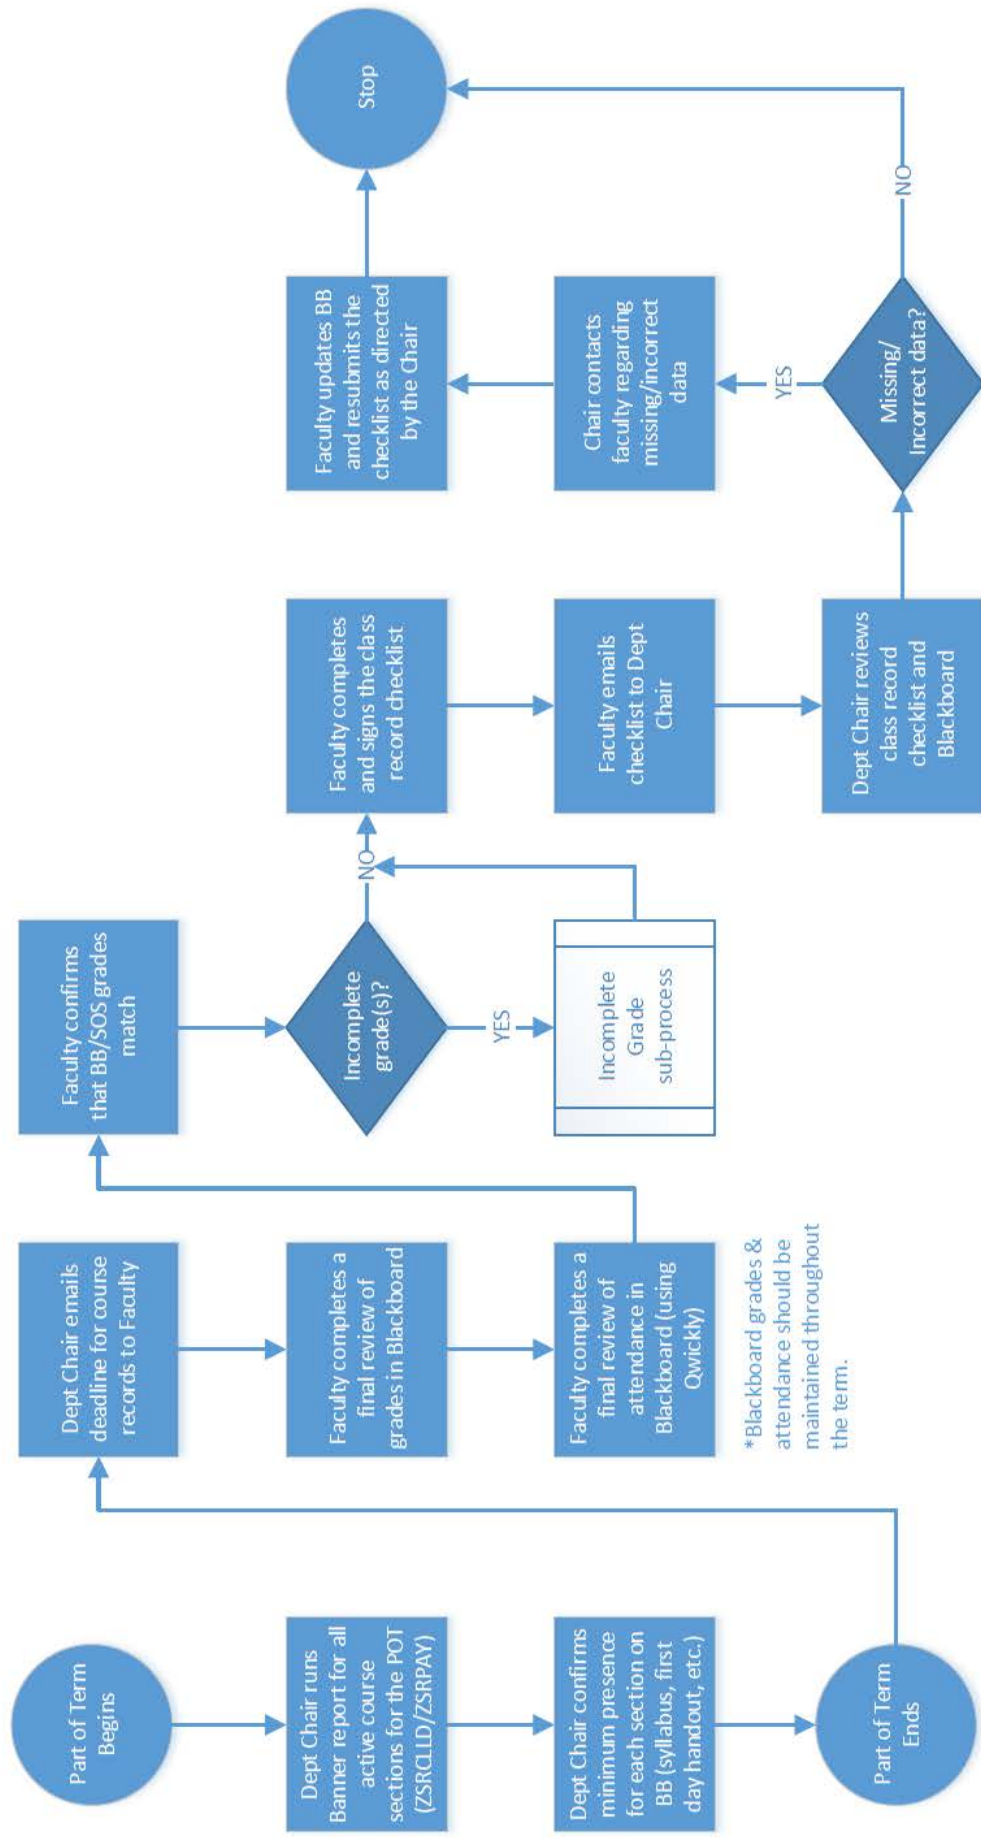 Part of Term
Begins
Dept Chair runs
Banner report for all
active course
sections for the POT
(ZSRCLLD/ZSRPAY)
Dept Chair confirms
minimum presence
for each section on
BB (syllabus, first
day handout, etc.)
Part of Term
Ends
Dept Chair emails
deadline for course
records to Faculty
Faculty completes a
final review of
grades in Blackboard
Faculty completes a
final review of
attendance in
Blackboard (using
Qwickly)
*Blackboard grades &
attendance should be
maintained throughout
the term.
Faculty confirms
that BB/SOS grades
match
Incomplete
grade(s)?
NO
YES
Incomplete
Grade
sub-process
Faculty completes
and signs the class
record checklist
Faculty emails
checklist to Dept
Chair
Dept Chair reviews
class record
checklist and
Blackboard
Missing/
Incorrect data?
YES
NO
Chair contacts
faculty regarding
missing/incorrect
data
Faculty updates BB
and resubmits the
checklist as directed
by the Chair
Stop